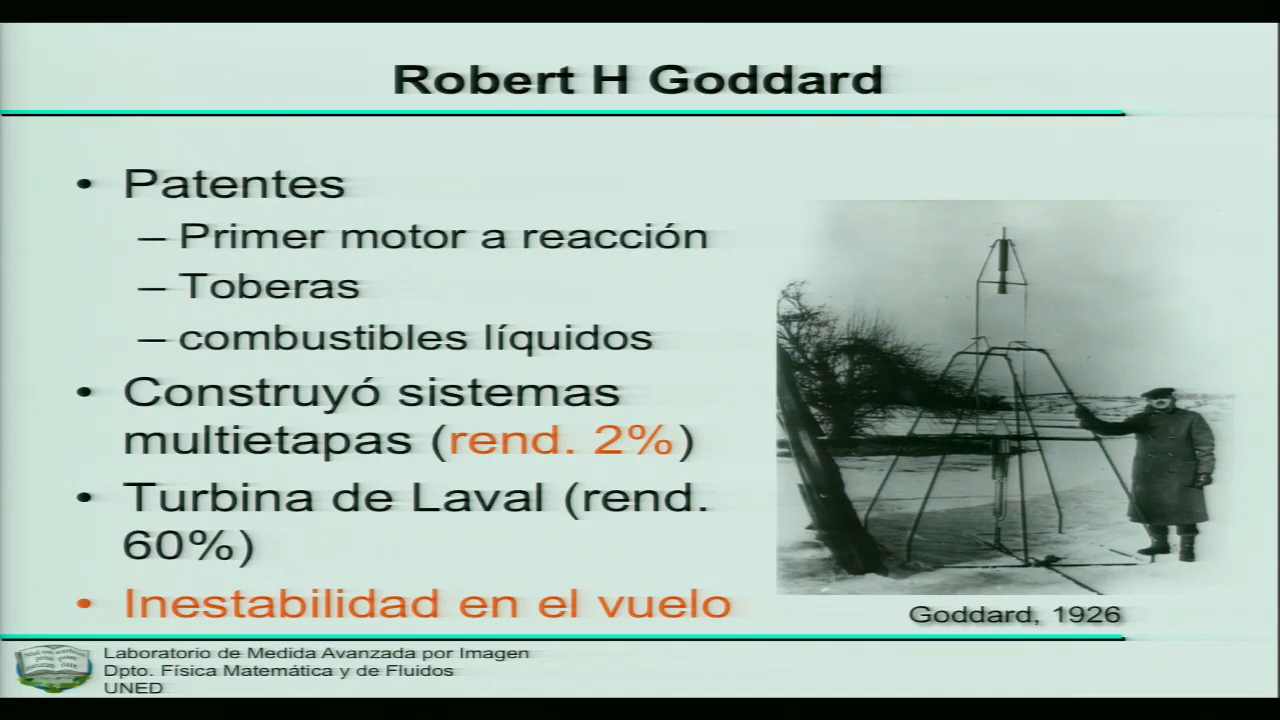 Robert H Goddard
• Patentes
– Primer motor a reacción
– Toberas
– combustibles líquidos
• Construyó sistemas
multietapas (rend. 2%)
• Turbina de Laval (rend.
60%)
• Inestabilidad en el vuelo
Goddard, 1926
Laboratorio de Medida Avanzada por Imagen
Dpto. Física Matemática y de Fluidos
UNED